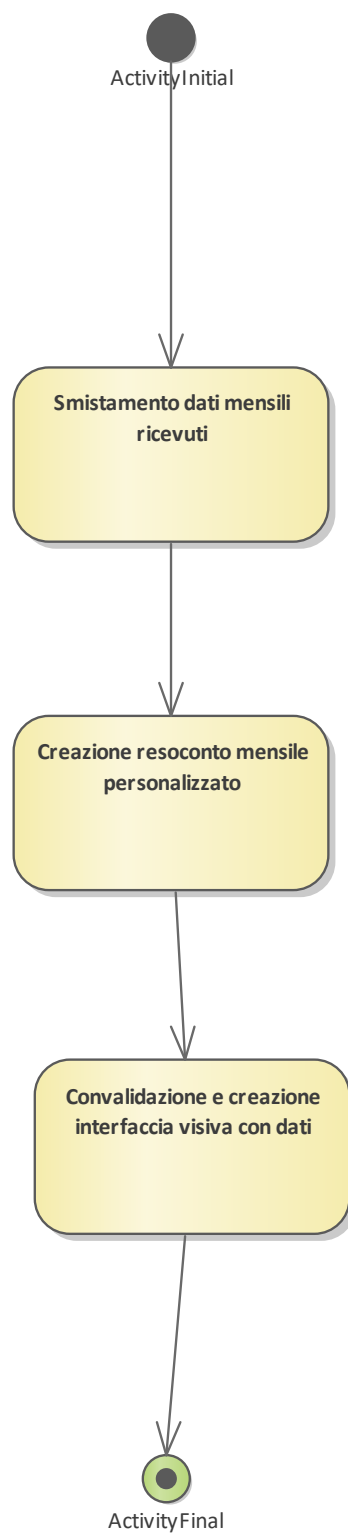 ActivityInitial
Smistamento dati mensili
ricevuti
Creazione resoconto mensile
personalizzato
Convalidazione e creazione
interfaccia visiva con dati
ActivityFinal